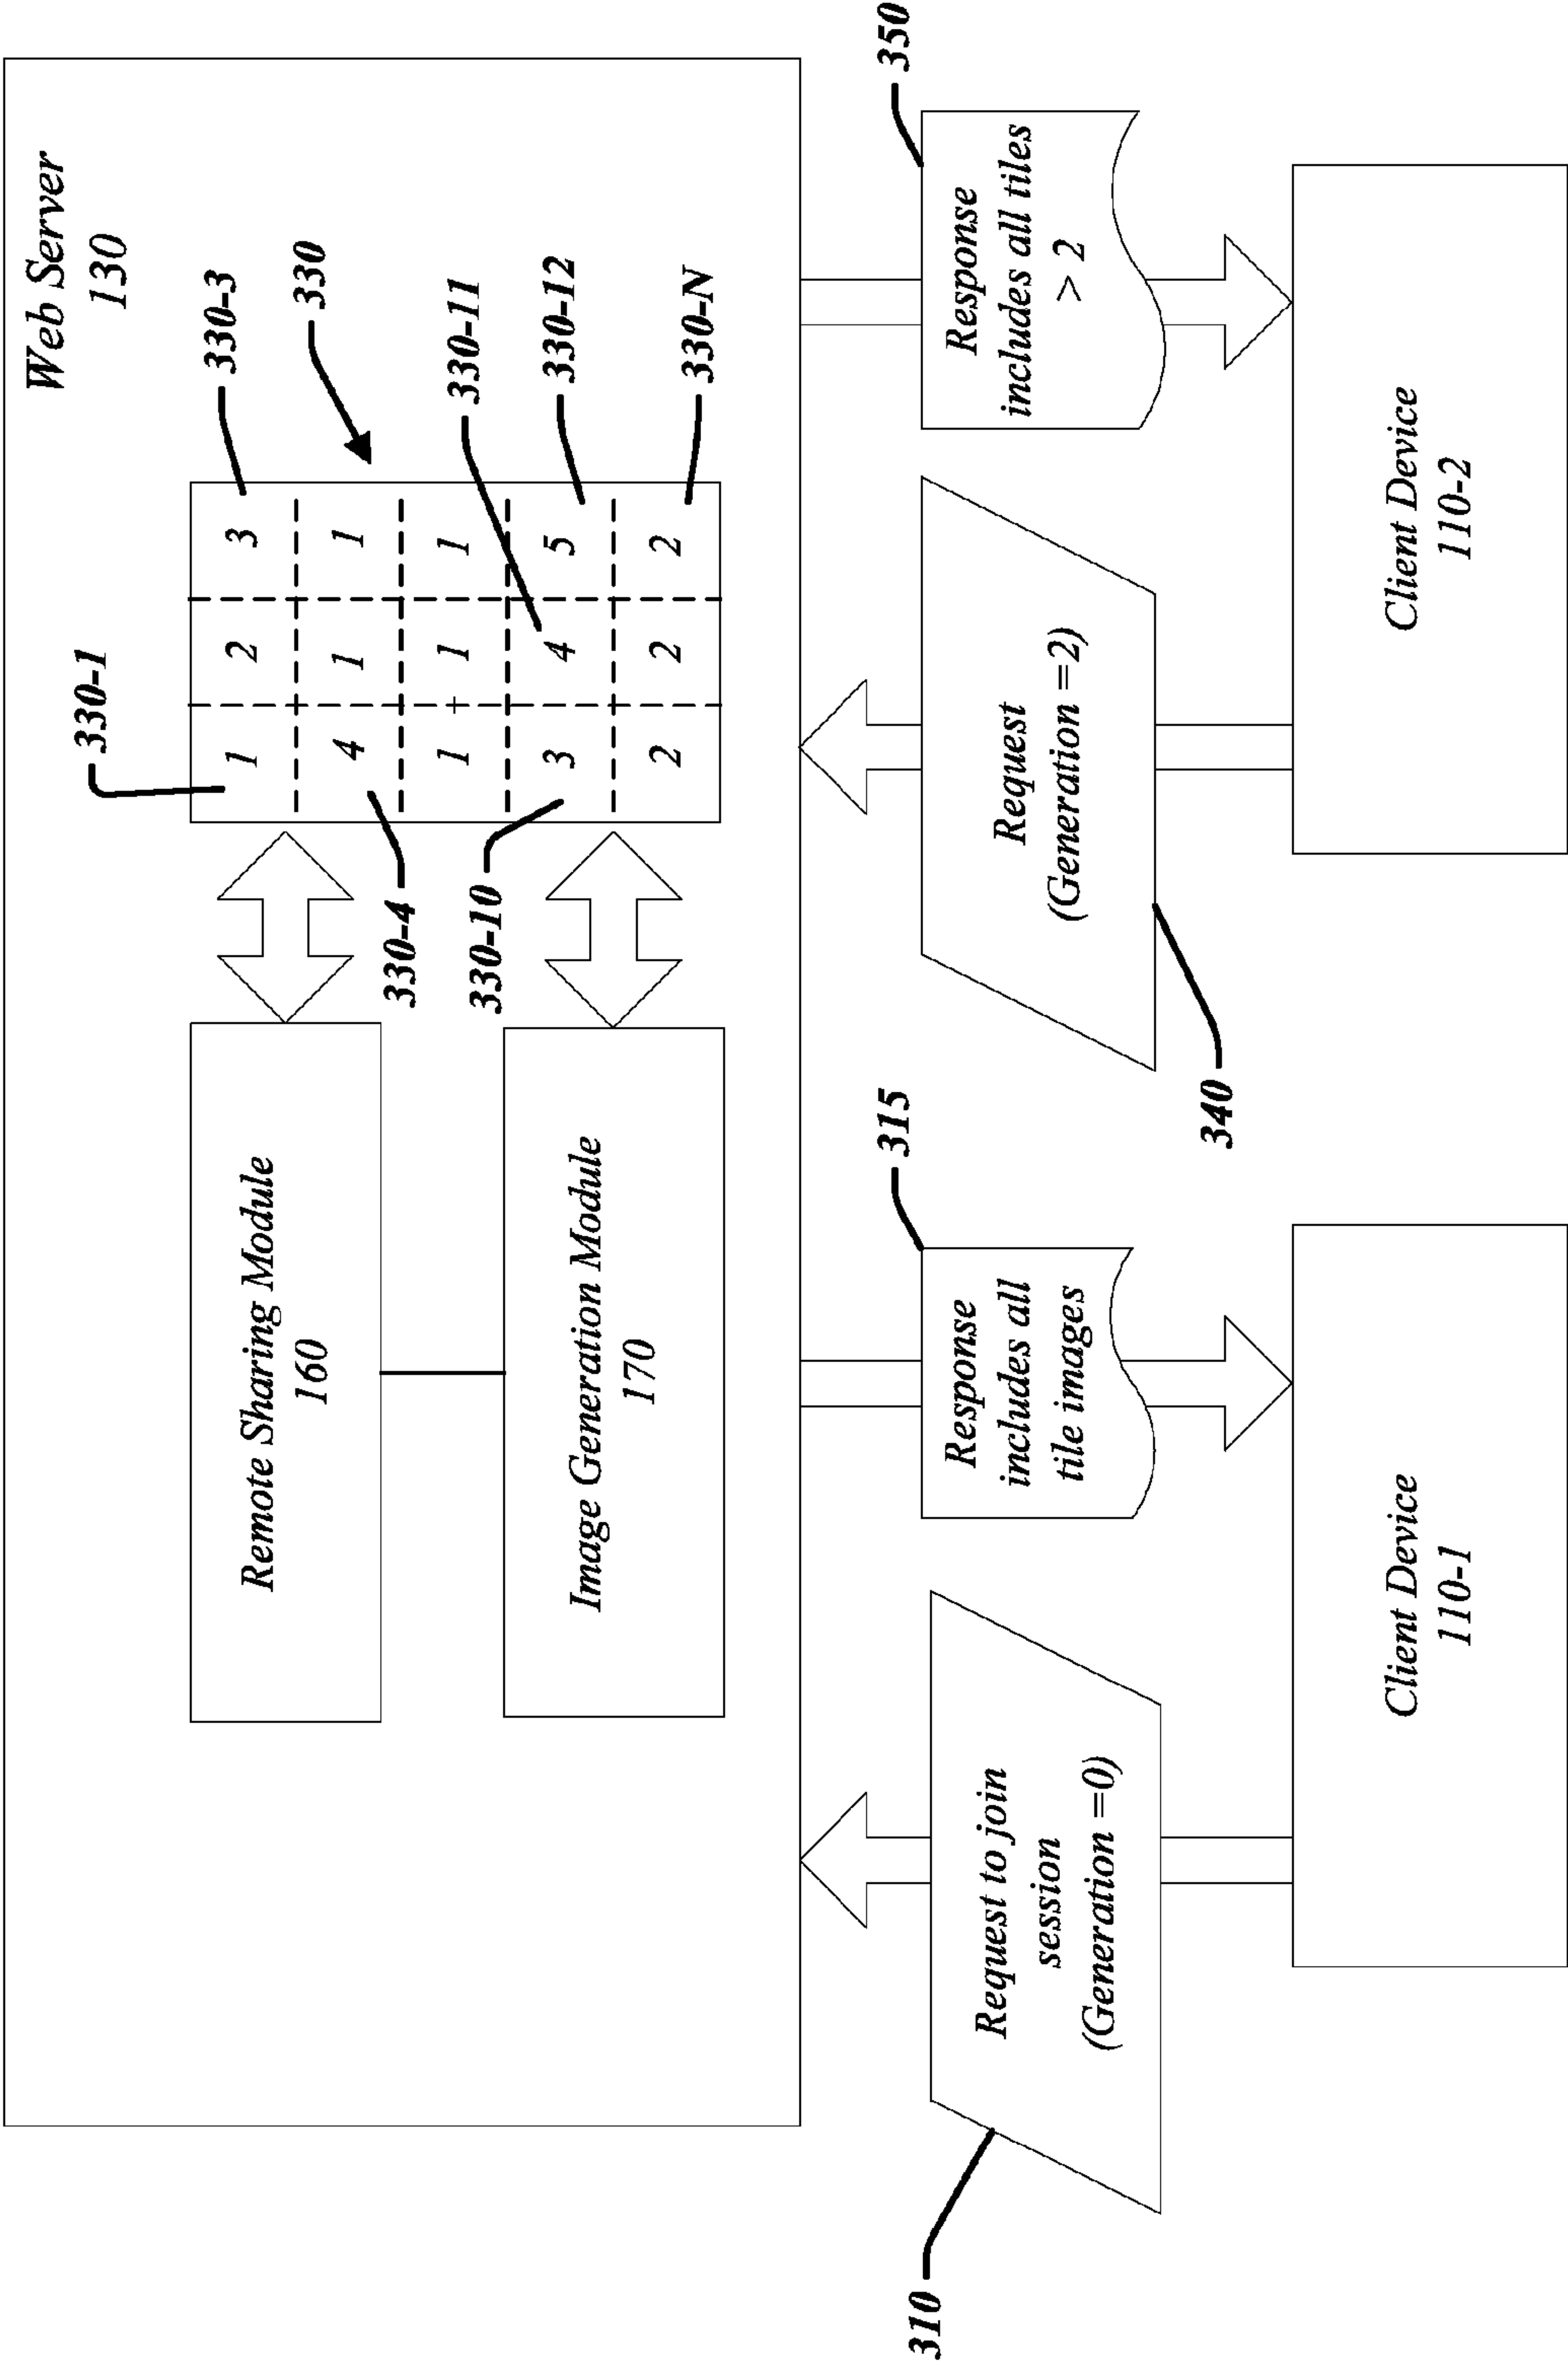 Web Server
130
330-1
330-3
330
Remote Sharing Module
160
1 2 3
4 1 1
1 1 1
3 4 5
2 2 2
330-4
330-10
330-11
330-12
330-N
Image Generation Module
170
310
Request to join
session
(Generation =0)
315
Response
includes all
tile images
340
Request
(Generation =2)
350
Response
includes all tiles
> 2
Client Device
110-1
Client Device
110-2